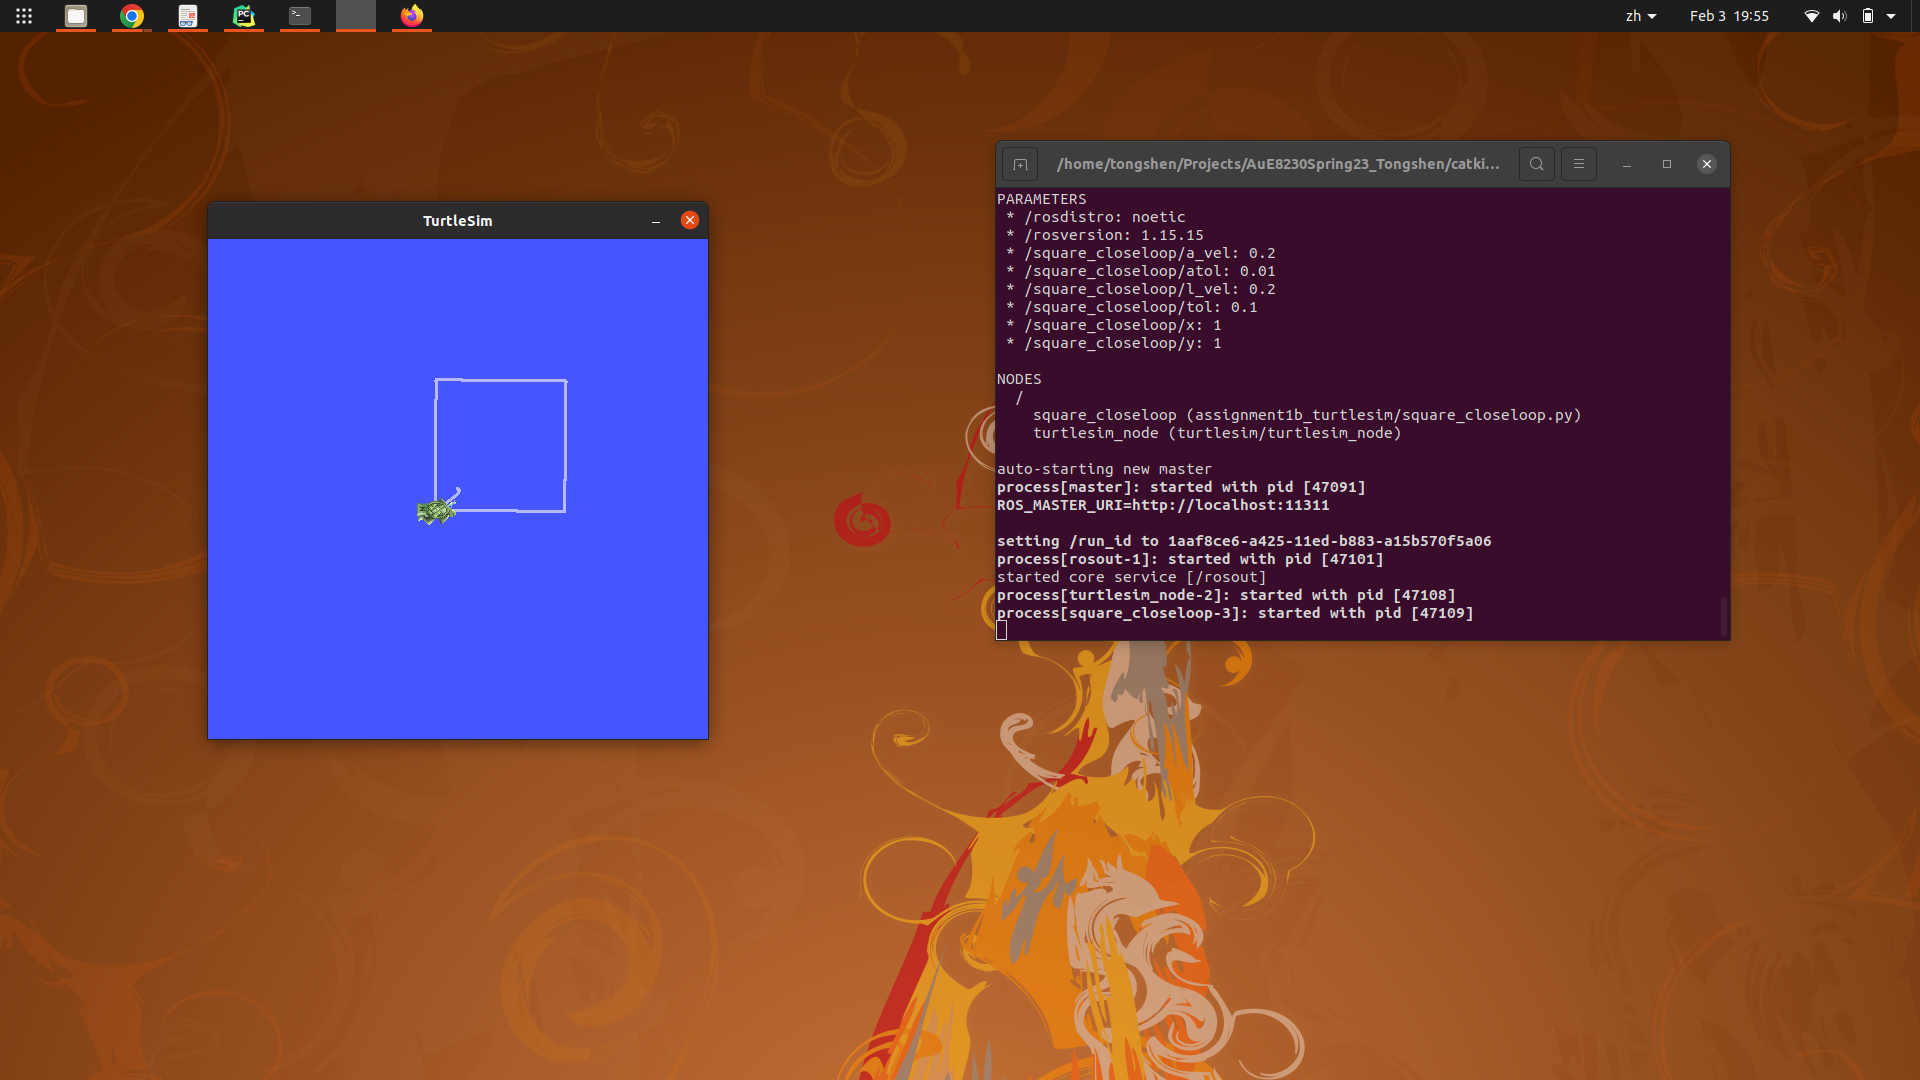 zh
Feb 3 19:55
PC
TurtleSim
/home/tongshen/Projects/AuE8230Spring23_Tongshen/catki...
PARAMETERS
* /rosdistro: noetic
* /rosversion: 1.15.15
* /square_closeloop/a_vel: 0.2
* /square_closeloop/atol: 0.01
* /square_closeloop/l_vel: 0.2
* /square_closeloop/tol: 0.1
* /square_closeloop/x: 1
* /square_closeloop/y: 1
NODES
/
square_closeloop (assignment1b_turtlesim/square_closeloop.py)
turtlesim_node (turtlesim/turtlesim_node)
auto-starting new master
process[master]: started with pid [47091]
ROS_MASTER_URI=http://localhost:11311
setting /run_id to 1aaf8ce6-a425-11ed-b883-a15b570f5a06
process[rosout-1]: started with pid [47101]
started core service [/rosout]
process[turtlesim_node-2]: started with pid [47108]
process[square_closeloop-3]: started with pid [47109]